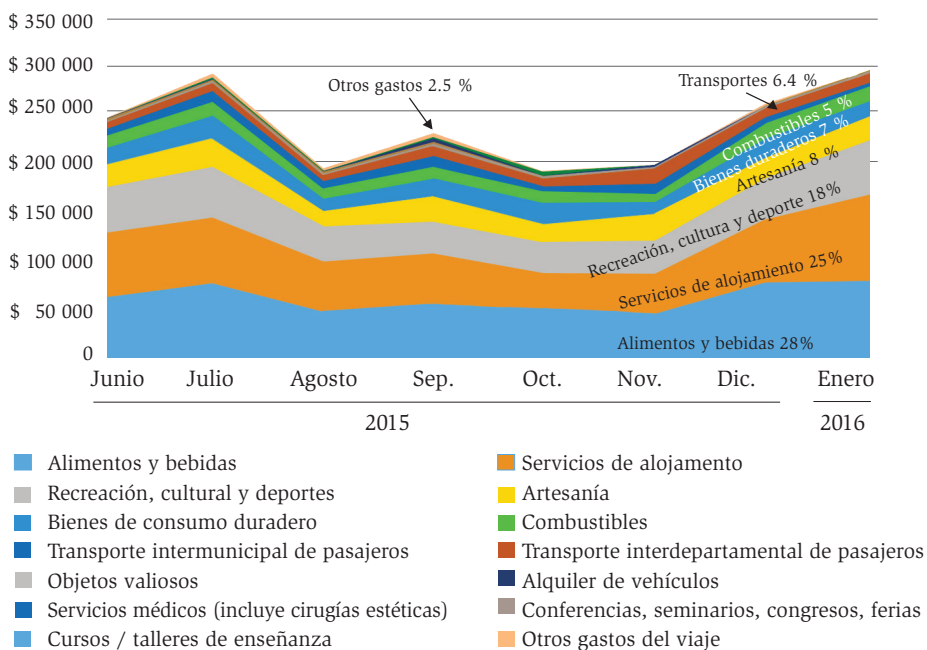 $ 350 000
$ 300 000
$ 250 000
$ 200 000
$ 150 000
$ 100 000
$ 50 000
0
Otros gastos 2.5 %
Transportes 6.4 %
Combustibles 5 %
Bienes duraderos 7 %
Artesanía 8 %
Recreación, cultura y deporte 18%
Servicios de alojamiento 25%
Alimentos y bebidas 28%
Junio Julio Agosto Sep. Oct. Nov. Dic. Enero
2015 2016
Alimentos y bebidas
Servicios de alojamento
Recreación, cultural y deportes
Artesanía
Bienes de consumo duradero
Combustibles
Transporte intermunicipal de pasajeros
Transporte interdepartamental de pasajeros
Objetos valiosos
Alquiler de vehículos
Servicios médicos (incluye cirugías estéticas)
Conferencias, seminarios, congresos, ferias
Cursos / talleres de enseñanza
Otros gastos del viaje